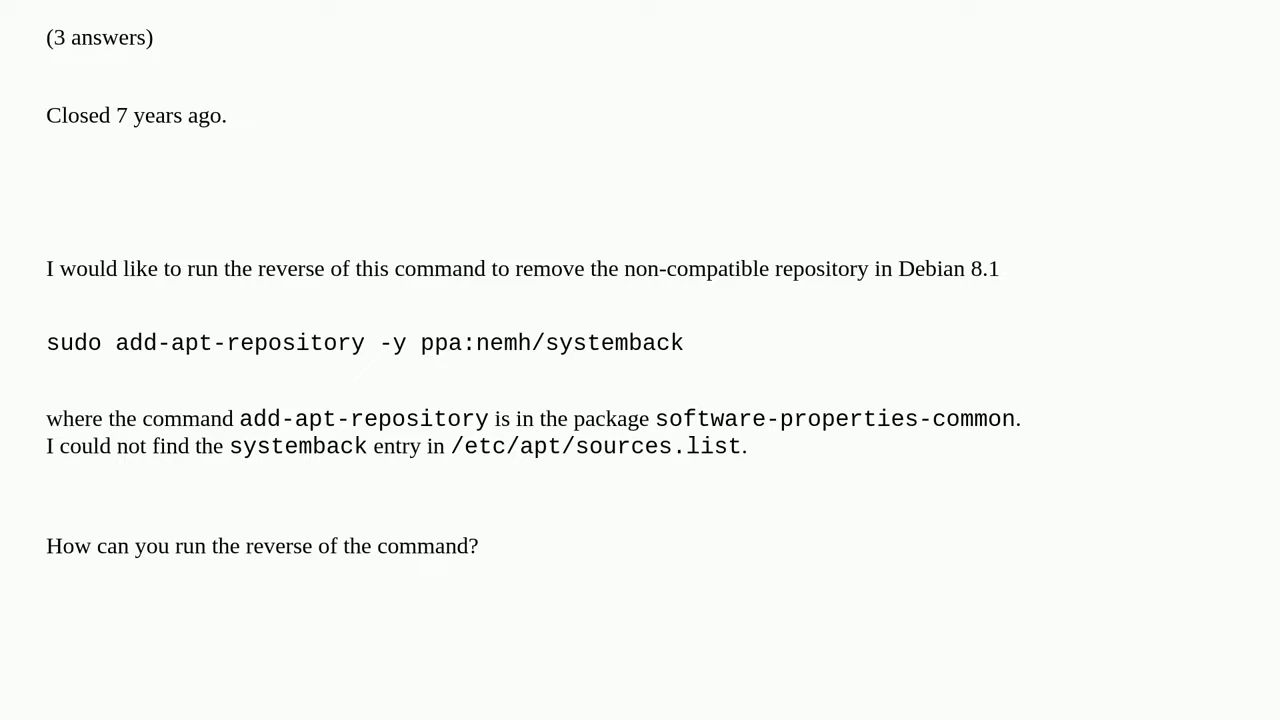 (3 answers)
Closed 7 years ago.
I would like to run the reverse of this command to remove the non-compatible repository in Debian 8.1
sudo add-apt-repository -y ppa:nemh/systemback
where the command add-apt-repository is in the package software-properties-common.
I could not find the systemback entry in /etc/apt/sources.list.
How can you run the reverse of the command?